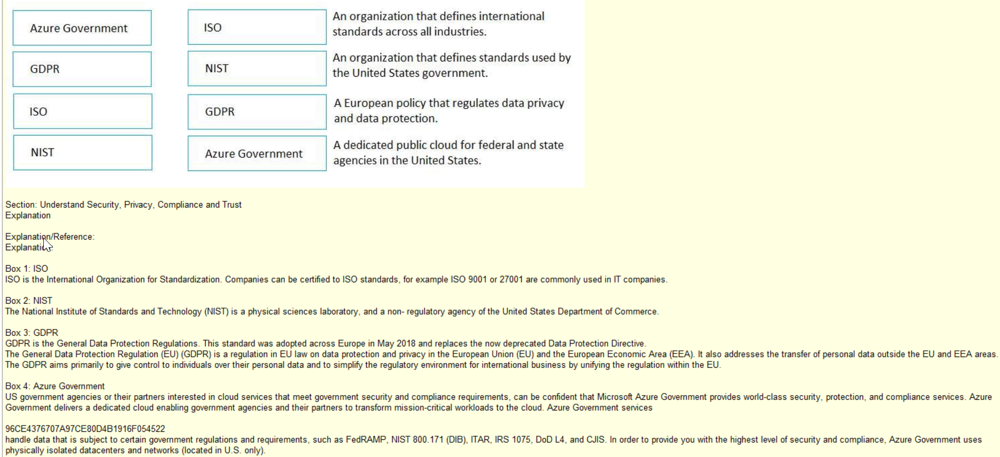 Azure Government
ISO
An organization that defines international
standards across all industries.
GDPR
NIST
An organization that defines standards used by
the United States government.
ISO
GDPR
A European policy that regulates data privacy
and data protection.
NIST
Azure Government
A dedicated public cloud for federal and state
agencies in the United States.
Section: Understand Security, Privacy, Compliance and Trust
Explanation
Explanation/Reference:
Explanation:
Box 1: ISO
ISO is the International Organization for Standardization. Companies can be certified to ISO standards, for example ISO 9001 or 27001 are commonly used in IT companies.
Box 2: NIST
The National Institute of Standards and Technology (NIST) is a physical sciences laboratory, and a non- regulatory agency of the United States Department of Commerce.
Box 3: GDPR
GDPR is the General Data Protection Regulations. This standard was adopted across Europe in May 2018 and replaces the now deprecated Data Protection Directive.
The General Data Protection Regulation (EU) (GDPR) is a regulation in EU law on data protection and privacy in the European Union (EU) and the European Economic Area (EEA). It also addresses the transfer of personal data outside the EU and EEA areas.
The GDPR aims primarily to give control to individuals over their personal data and to simplify the regulatory environment for international business by unifying the regulation within the EU.
Box 4: Azure Government
US government agencies or their partners interested in cloud services that meet government security and compliance requirements, can be confident that Microsoft Azure Government provides world-class security, protection, and compliance services. Azure
Government delivers a dedicated cloud enabling government agencies and their partners to transform mission-critical workloads to the cloud. Azure Government services
96CE4376707A97CE80D4B1916F054522
handle data that is subject to certain government regulations and requirements, such as FedRAMP, NIST 800.171 (DIB), ITAR, IRS 1075, DoD L4, and CJIS. In order to provide you with the highest level of security and compliance, Azure Government uses
physically isolated datacenters and networks (located in U.S. only).